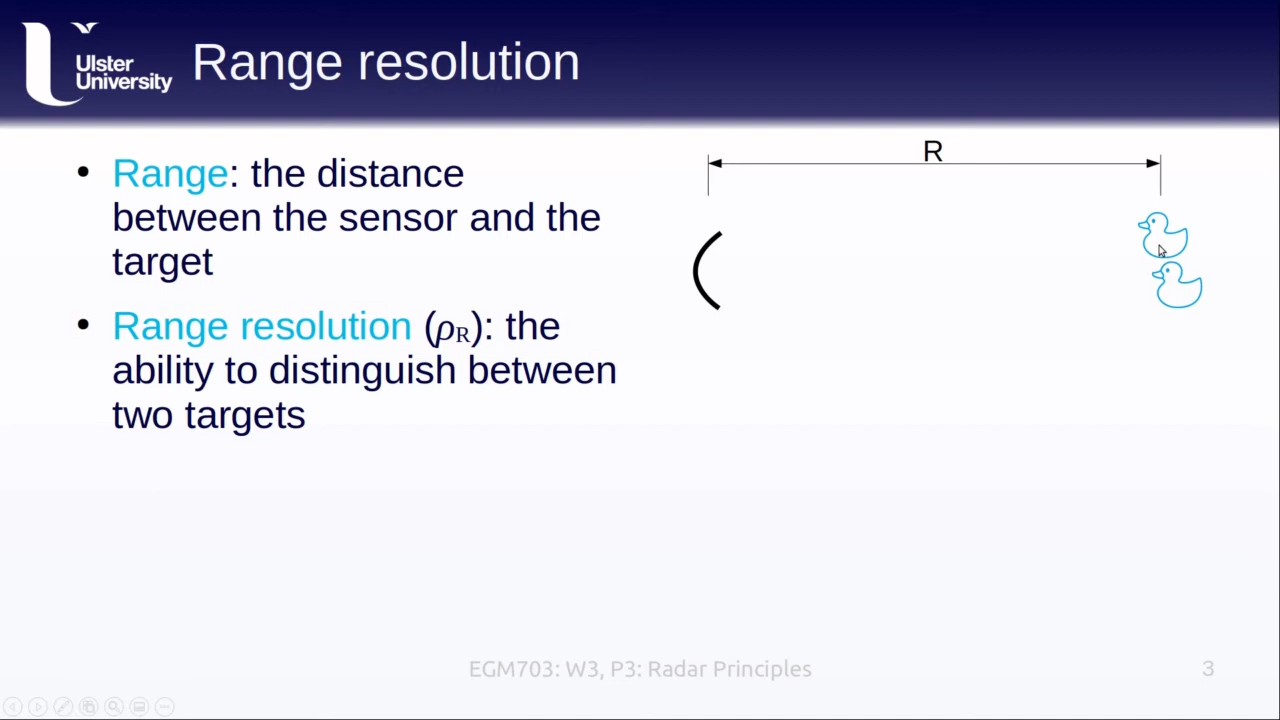 Ulster
University
Range resolution
• Range: the distance
between the sensor and the
target
• Range resolution (ρR): the
ability to distinguish between
two targets
R
EGM703: W3, P3: Radar Principles
3